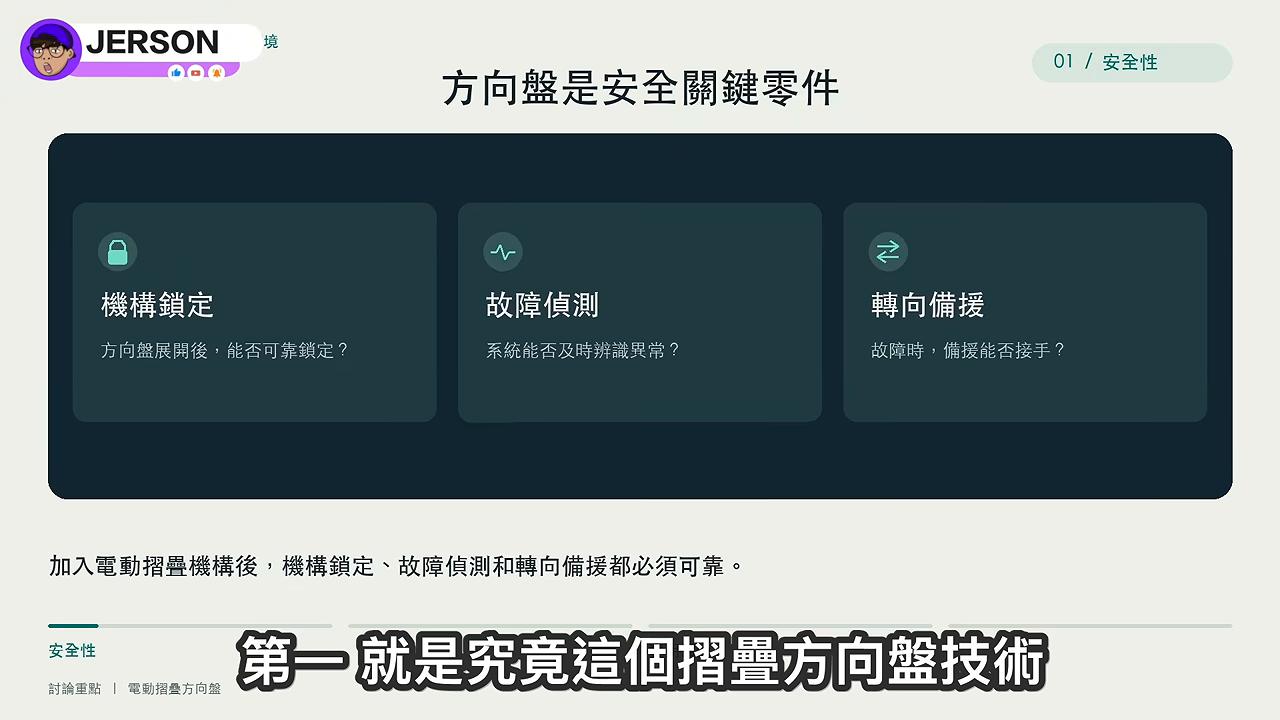 JERSON
境
01 / 安全性
方向盤是安全關鍵零件
機構鎖定
方向盤展開後，能否可靠鎖定？
故障偵測
系統能否及時辨識異常？
轉向備援
故障時，備援能否接手？
加入電動摺疊機構後，機構鎖定、故障偵測和轉向備援都必須可靠。
安全性
第一 就是究竟這個摺疊方向盤技術
討論重點 | 電動摺疊方向盤